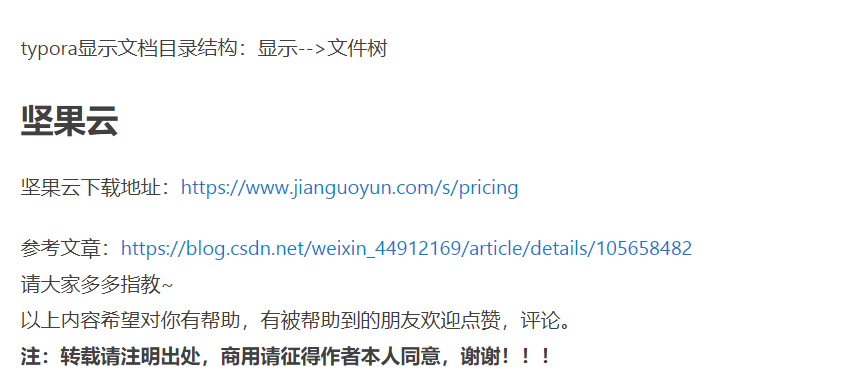 typora显示文档目录结构：显示-->文件树
坚果云
坚果云下载地址：https://www.jianguoyun.com/s/pricing
参考文章：https://blog.csdn.net/weixin_44912169/article/details/105658482
请大家多多指教~
以上内容希望对你有帮助，有被帮助到的朋友欢迎点赞，评论。
注：转载请注明出处，商用请征得作者本人同意，谢谢！！！